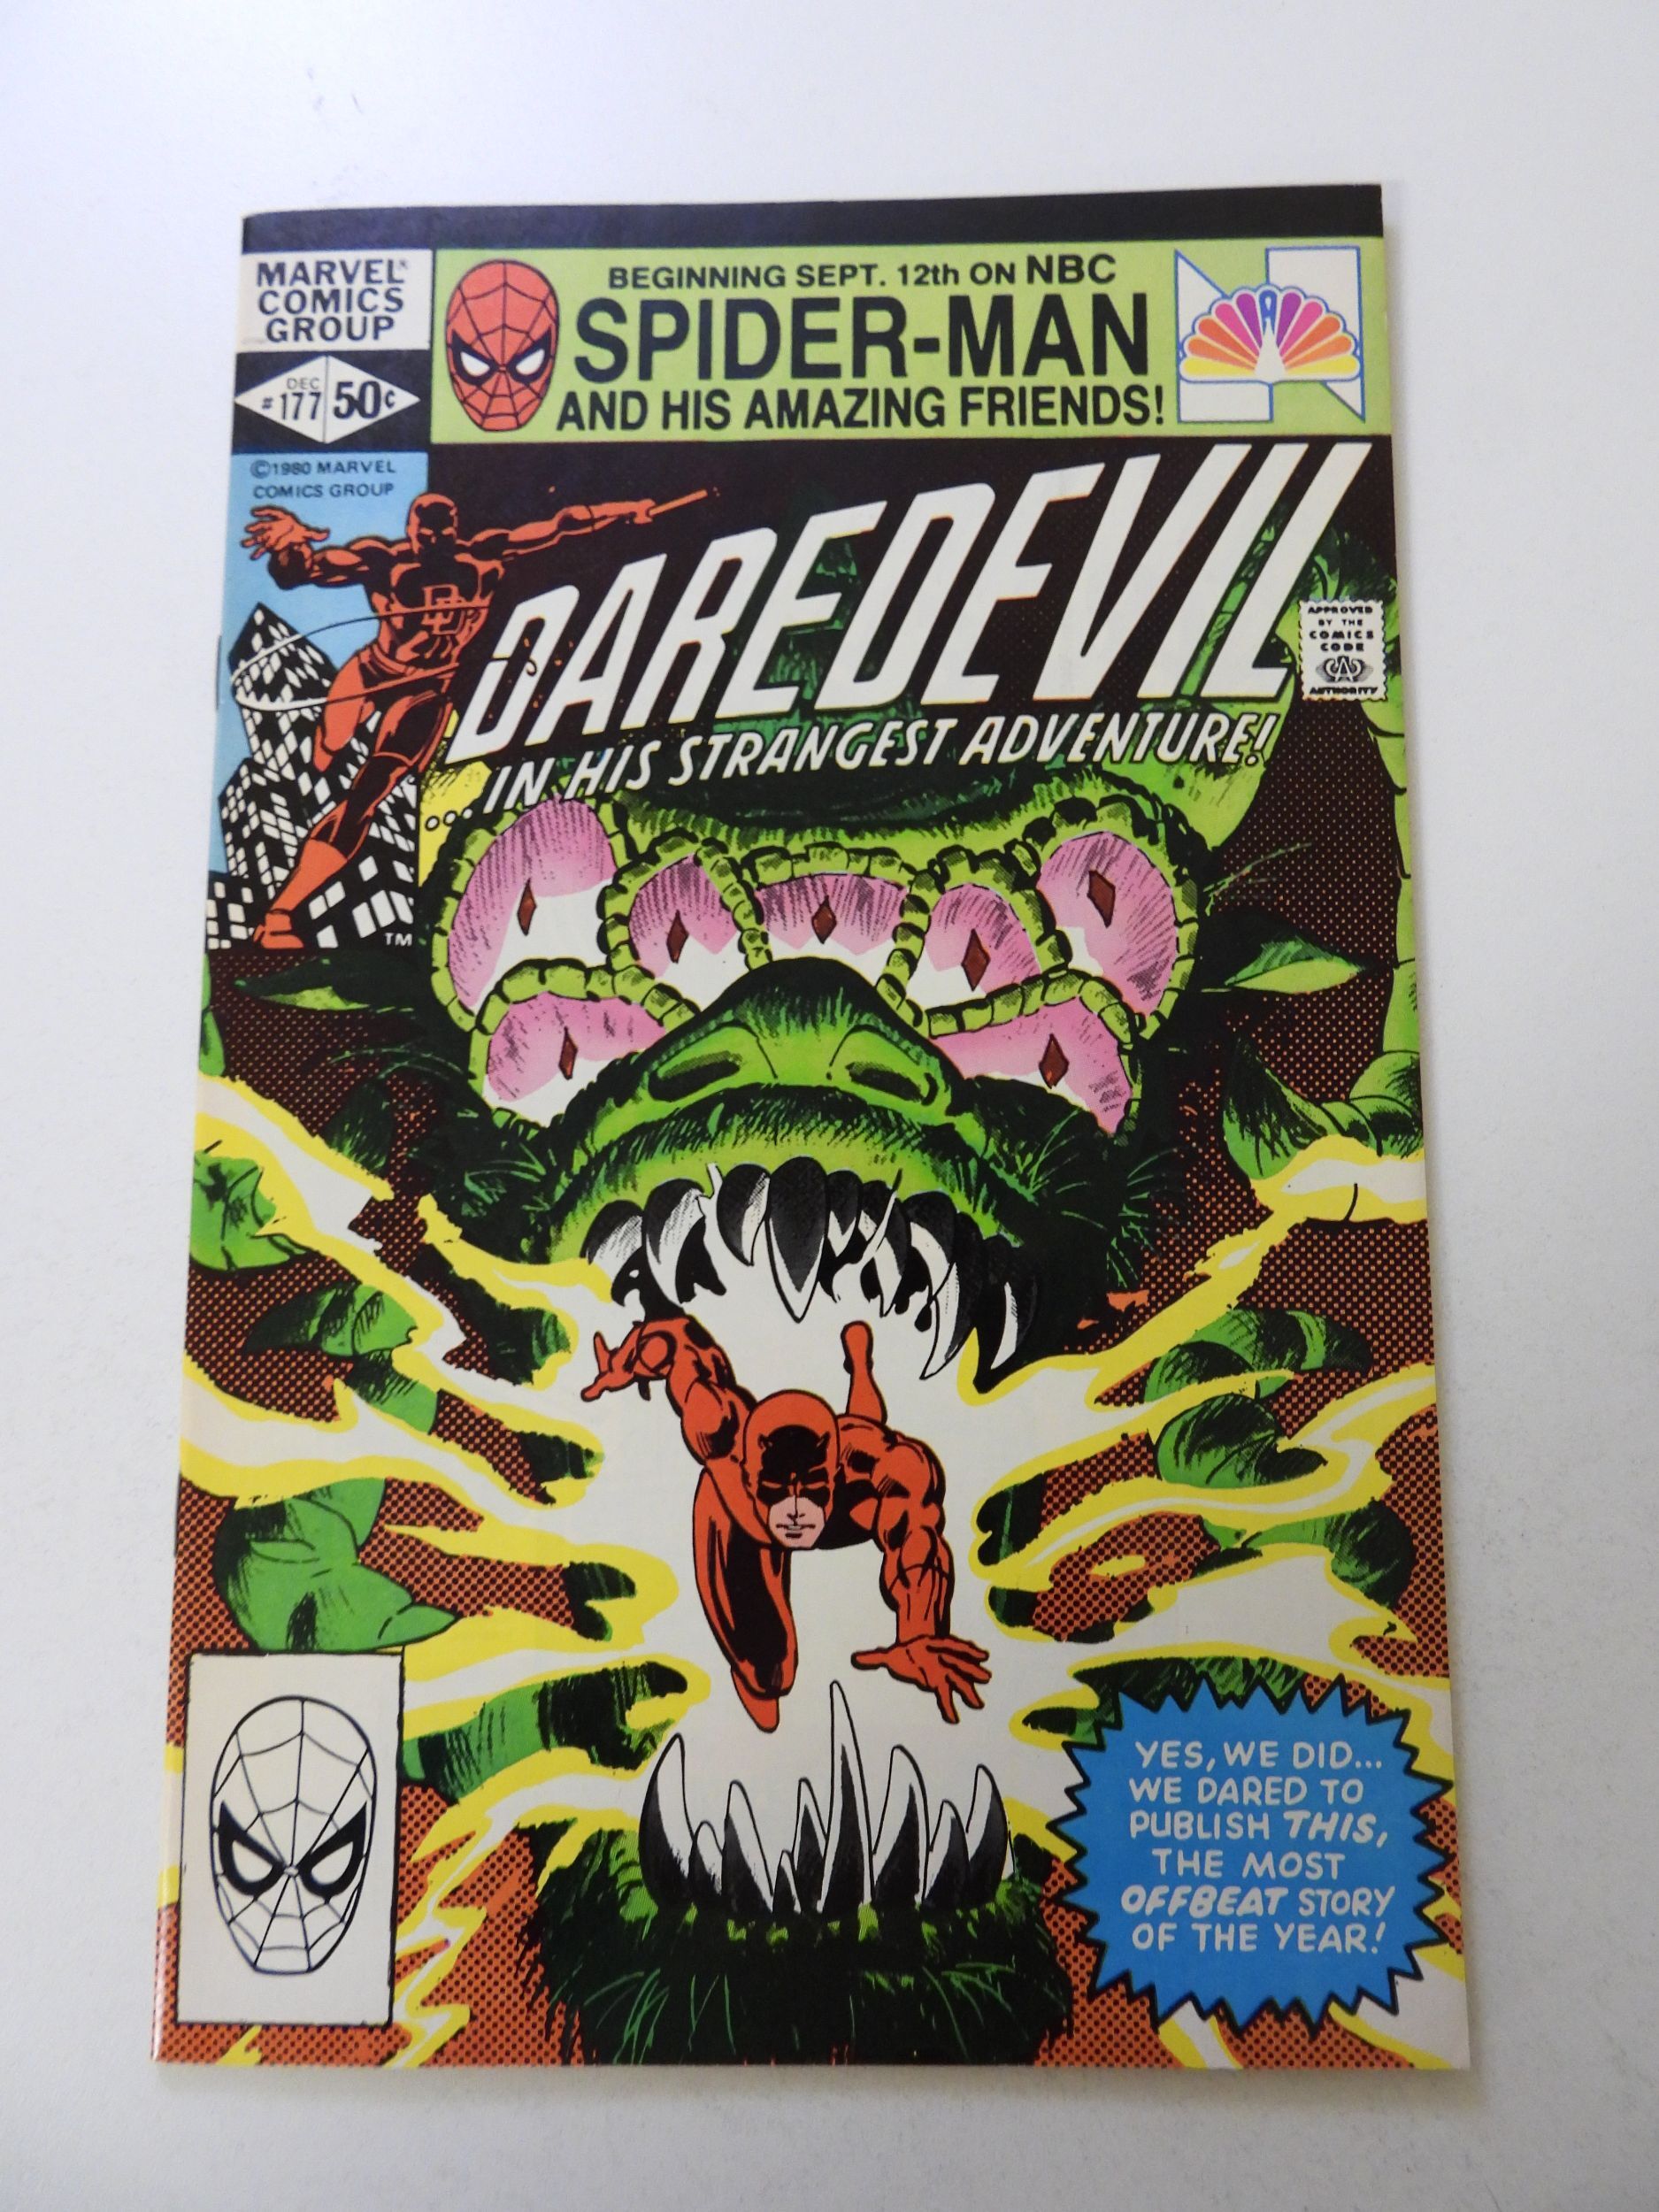 MARVEL®
COMICS
GROUP
DEC
#177 50¢
BEGINNING SEPT. 12th ON NBC
SPIDER-MAN
AND HIS AMAZING FRIENDS!
©1980 MARVEL
COMICS GROUP
DD
TM
DAREDEVIL
...IN HIS STRANGEST ADVENTURE!
APPROVED
BY THE
COMICS
CODE
CA
AUTHORITY
YES, WE DID...
WE DARED TO
PUBLISH THIS,
THE MOST
OFFBEAT STORY
OF THE YEAR!